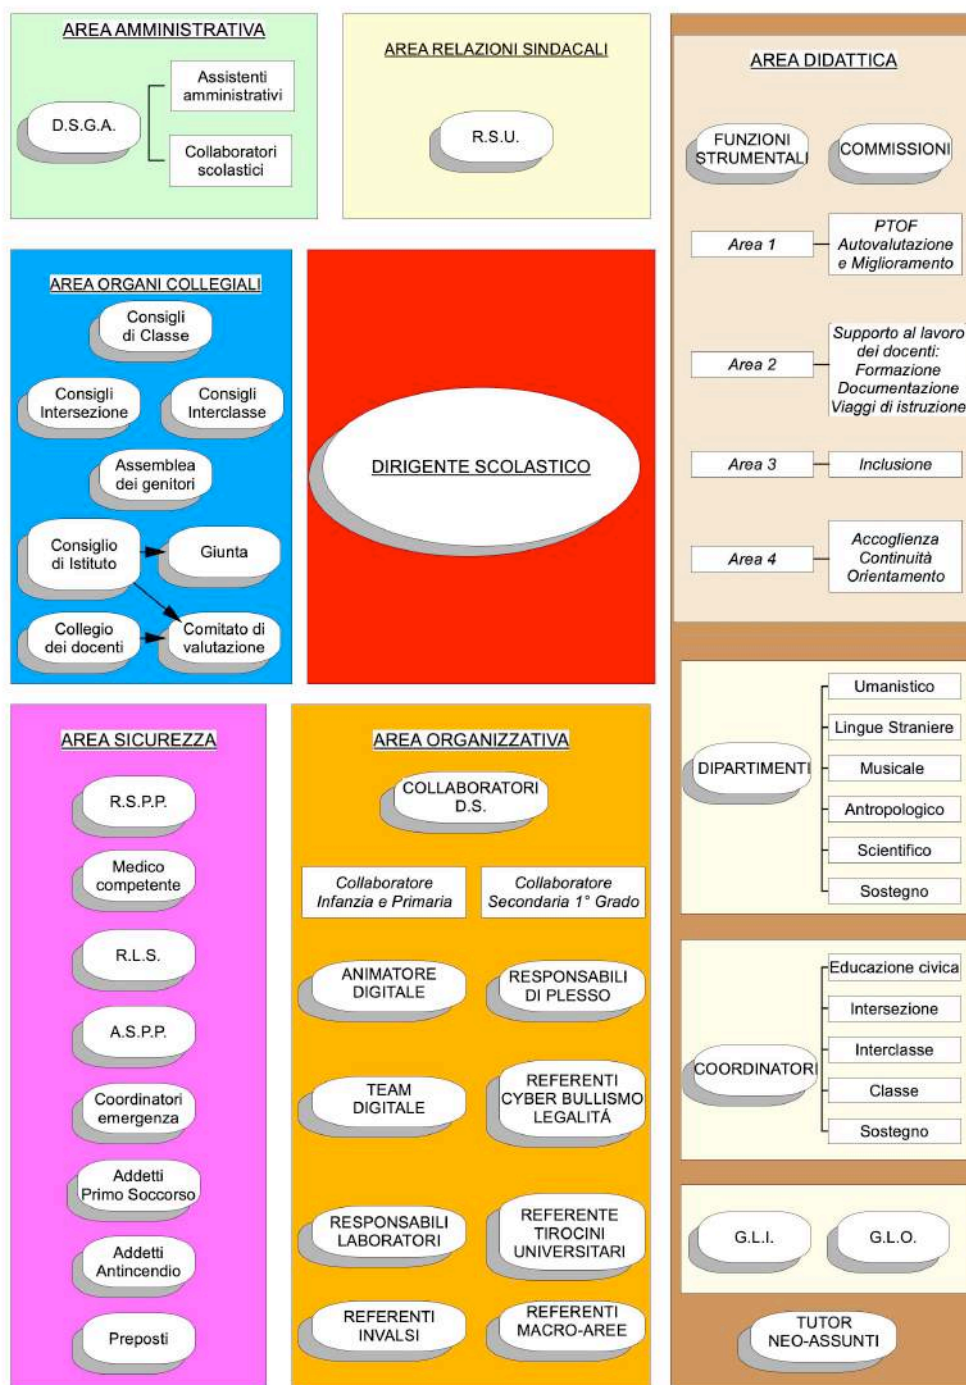 AREA AMMINISTRATIVA
D.S.G.A.
Assistenti
amministrativi
Collaboratori
scolastici
AREA RELAZIONI SINDACALI
R.S.U.
AREA DIDATTICA
FUNZIONI
STRUMENTALI
COMMISSIONI
Area 1
PTOF
Autovalutazione
e Miglioramento
Area 2
Supporto al lavoro
dei docenti:
Formazione
Documentazione
Viaggi di istruzione
Area 3
Inclusione
Area 4
Accoglienza
Continuità
Orientamento
AREA ORGANI COLLEGIALI
Consigli
di Classe
Consigli
Intersezione
Consigli
Interclasse
Assemblea
dei genitori
Consiglio
di Istituto
Giunta
Collegio
dei docenti
Comitato di
valutazione
DIRIGENTE SCOLASTICO
DIPARTIMENTI
Umanistico
Lingue Straniere
Musicale
Antropologico
Scientifico
Sostegno
AREA SICUREZZA
R.S.P.P.
Medico
competente
R.L.S.
A.S.P.P.
Coordinatori
emergenza
Addetti
Primo Soccorso
Addetti
Antincendio
Preposti
AREA ORGANIZZATIVA
COLLABORATORI
D.S.
Collaboratore
Infanzia e Primaria
Collaboratore
Secondaria 1° Grado
ANIMATORE
DIGITALE
RESPONSABILI
DI PLESSO
TEAM
DIGITALE
REFERENTI
CYBER BULLISMO
LEGALITÁ
RESPONSABILI
LABORATORI
REFERENTE
TIROCINI
UNIVERSITARI
REFERENTI
INVALSI
REFERENTI
MACRO-AREE
COORDINATORI
Educazione civica
Intersezione
Interclasse
Classe
Sostegno
G.L.I.
G.L.O.
TUTOR
NEO-ASSUNTI